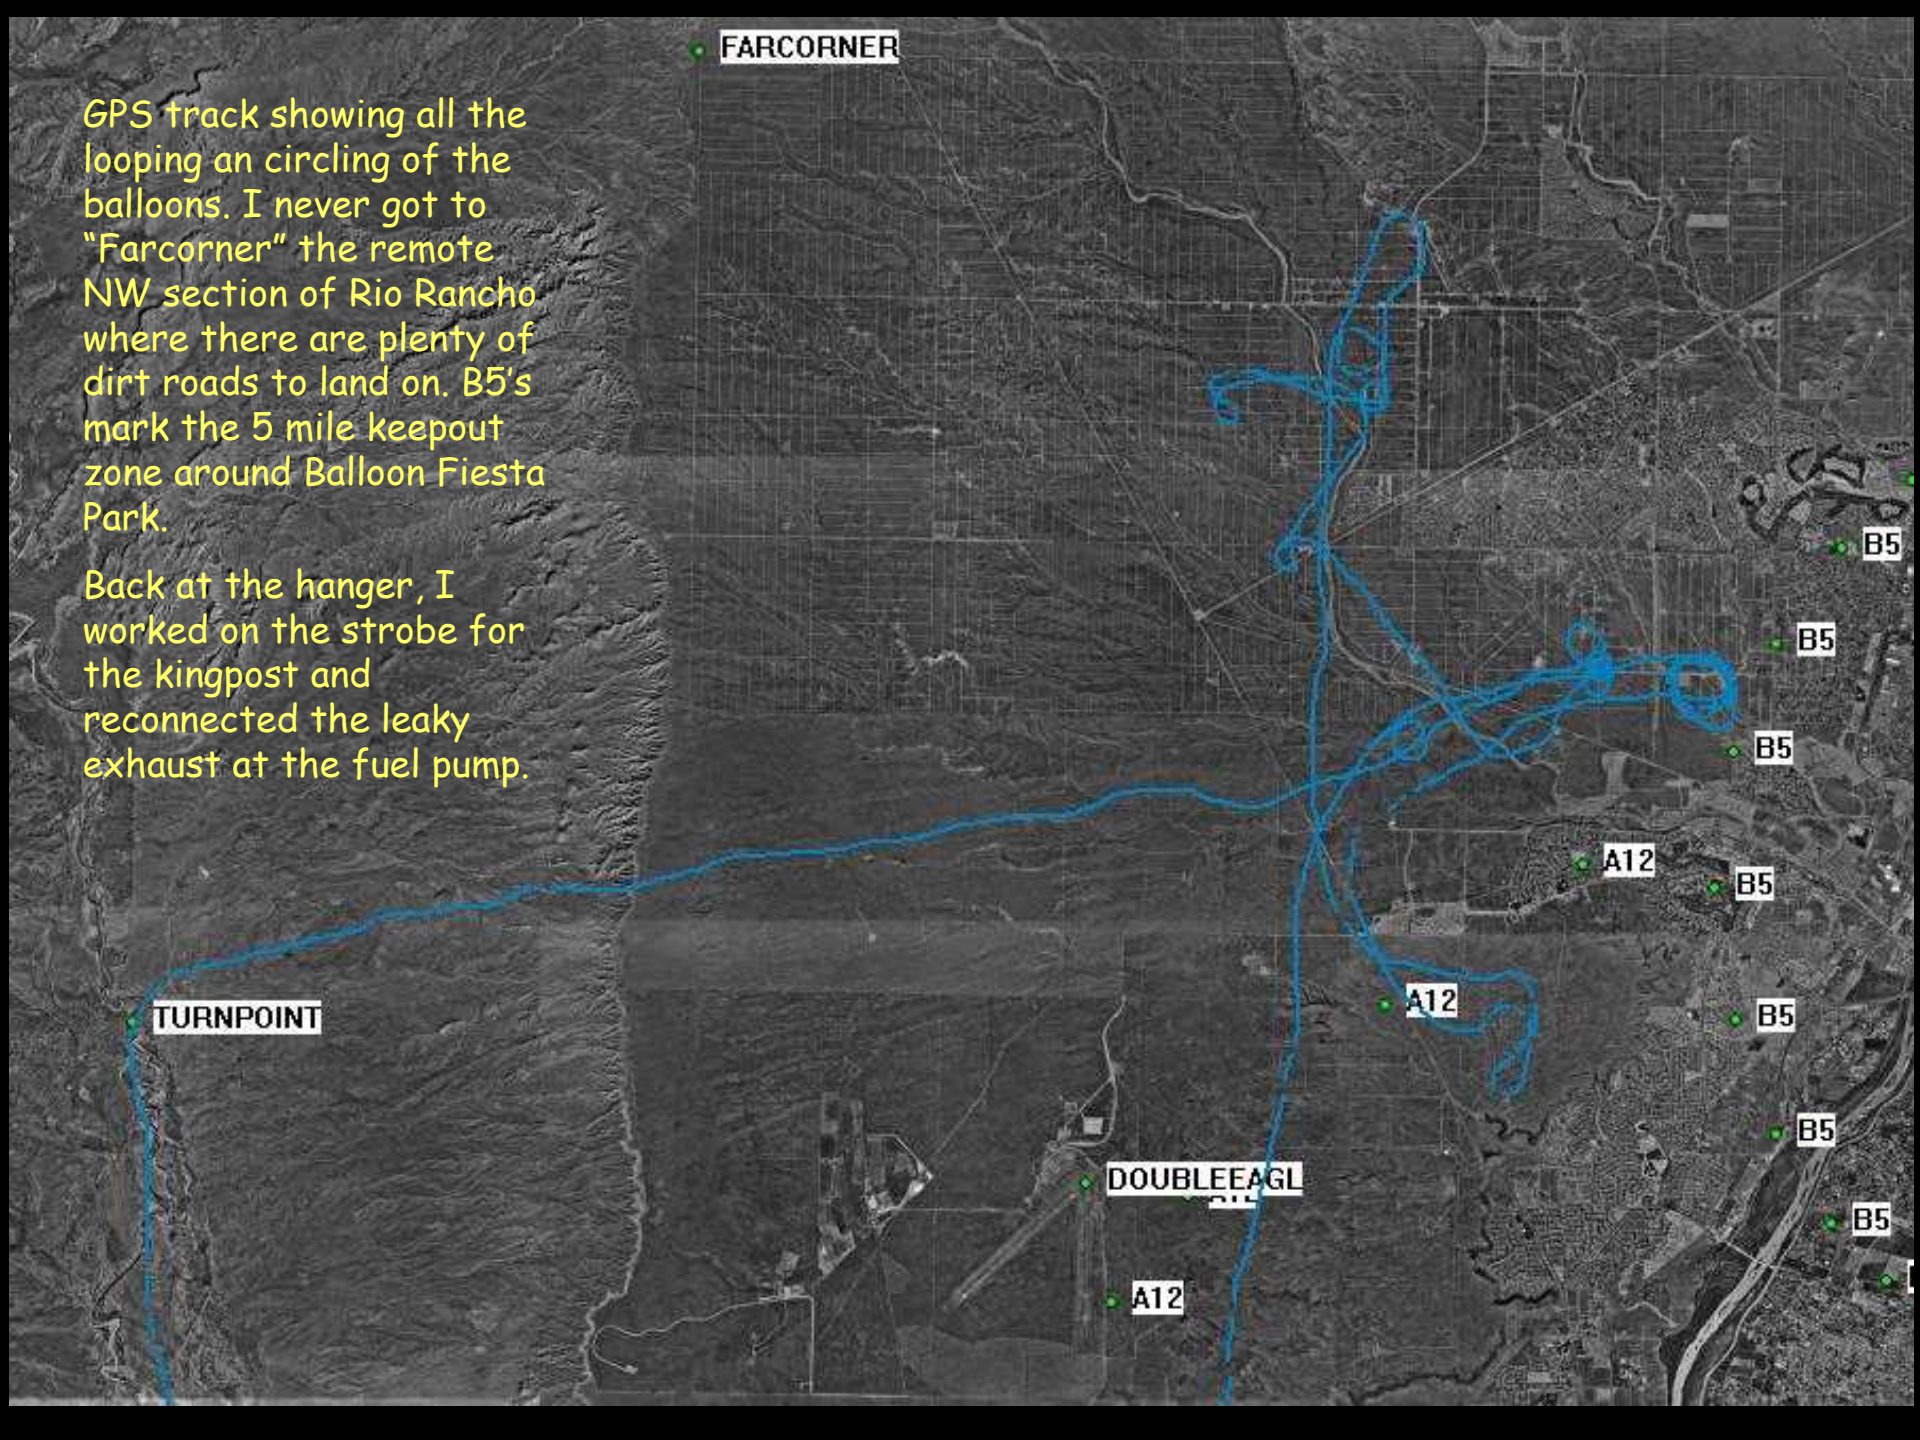 FARCORNER
GPS track showing all the
looping an circling of the
balloons. I never got to
“Farcorner” the remote
NW section of Rio Rancho
where there are plenty of
dirt roads to land on. B5’s
mark the 5 mile keepout
zone around Balloon Fiesta
Park.
Back at the hanger, I
worked on the strobe for
the kingpost and
reconnected the leaky
exhaust at the fuel pump.
B5
B5
B5
A12
B5
A12
TURNPOINT
B5
B5
DOUBLEEAGL
B5
A12